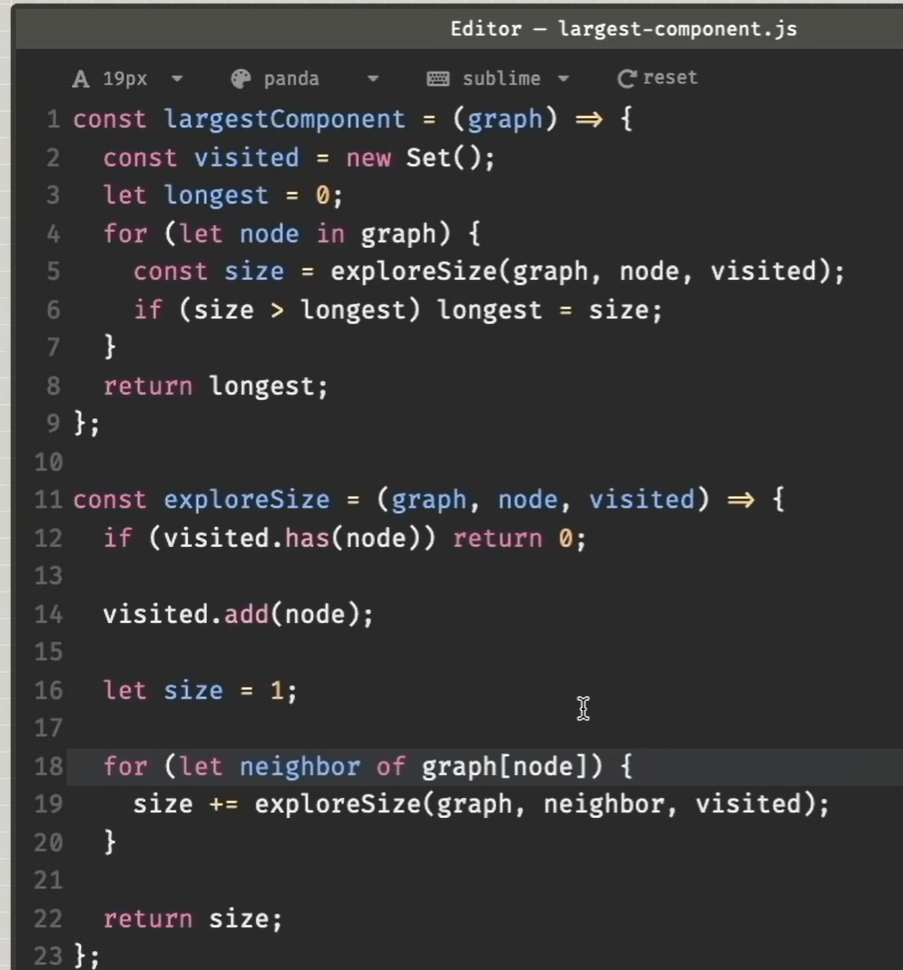 Editor – largest-component.js
A 19px panda sublime reset
1 const largestComponent = (graph) => {
2 const visited = new Set();
3 let longest = 0;
4 for (let node in graph) {
5 const size = exploreSize(graph, node, visited);
6 if (size > longest) longest = size;
7 }
8 return longest;
9 };
10
11 const exploreSize = (graph, node, visited) => {
12 if (visited.has(node)) return 0;
13
14 visited.add(node);
15
16 let size = 1;
17
18 for (let neighbor of graph[node]) {
19 size += exploreSize(graph, neighbor, visited);
20 }
21
22 return size;
23 };